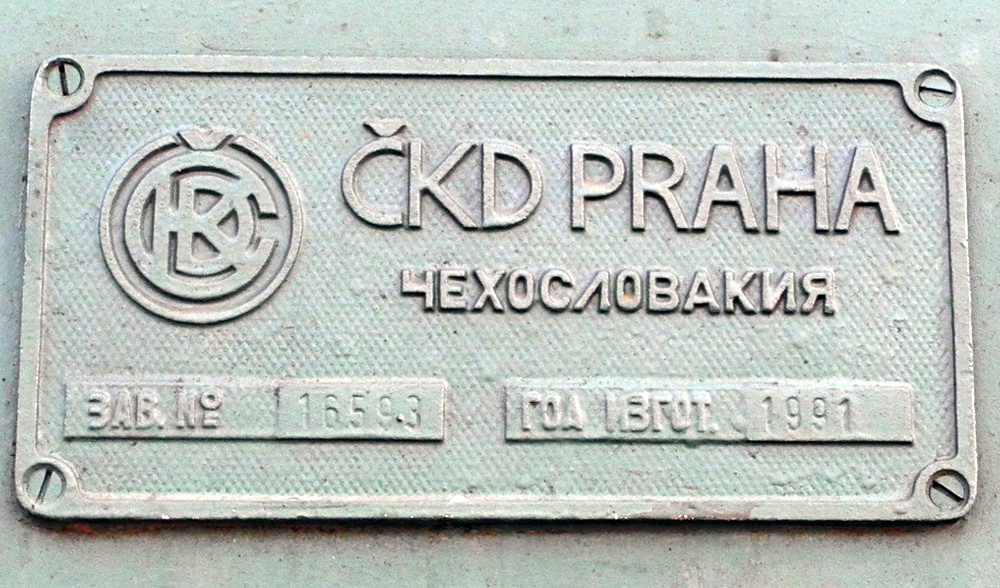 ČKD PRAHA
ЧЕХОСЛОВАКИЯ
ЗАВ. № 16593
ГОД ИЗГОТ. 1991